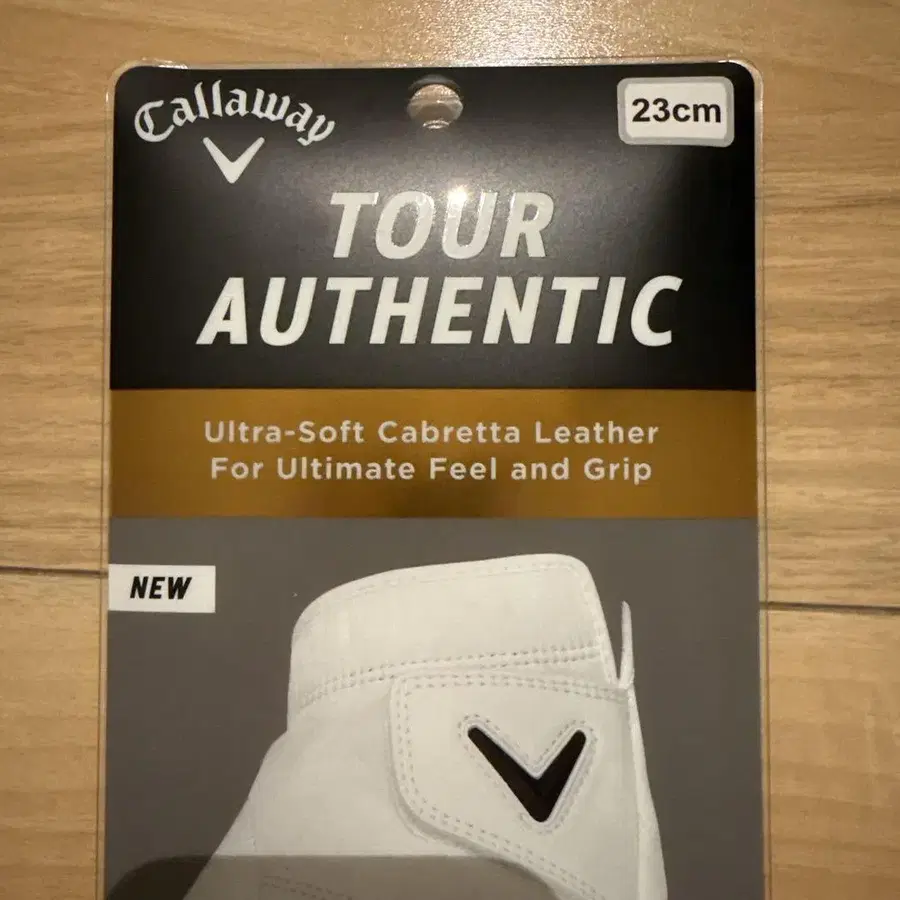 Callaway
23cm
TOUR
AUTHENTIC
Ultra-Soft Cabretta Leather
For Ultimate Feel and Grip
NEW